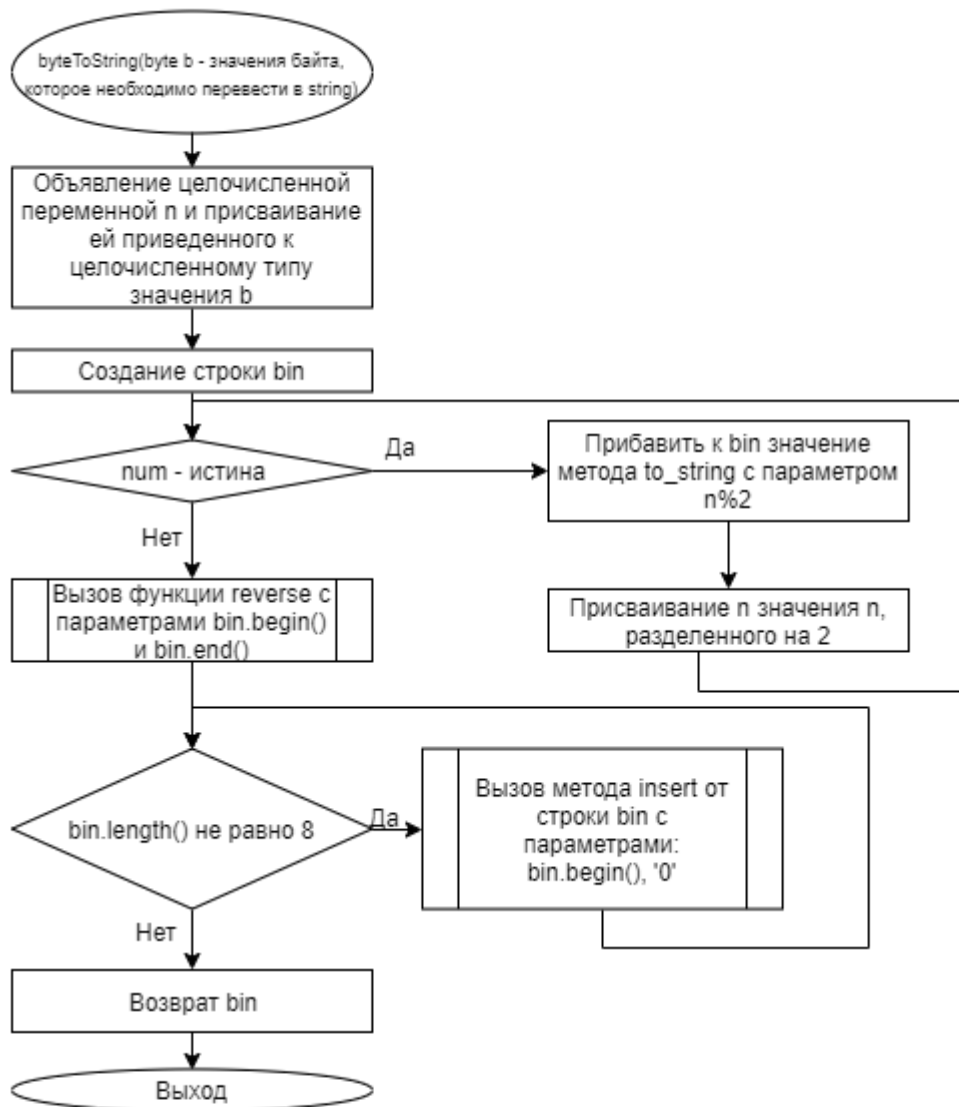 byteToString(byte b - значения байта,
которое необходимо перевести в string)
Объявление целочисленной
переменной n и присваивание
ей приведенного к
целочисленному типу
значения b
Создание строки bin
num - истина
Да
Прибавить к bin значение
метода to_string с параметром
n%2
Присваивание n значения n,
разделенного на 2
Нет
Вызов функции reverse с
параметрами bin.begin()
и bin.end()
bin.length() не равно 8
Да
Вызов метода insert от
строки bin с
параметрами:
bin.begin(), '0'
Нет
Возврат bin
Выход